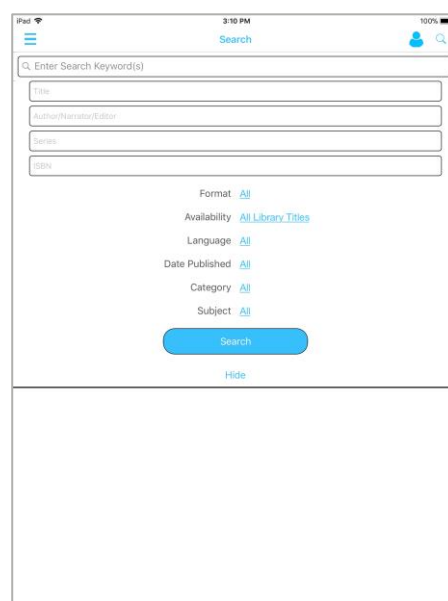 iPad 3:10 PM 100%
Search
Enter Search Keyword(s)
Title
Author/Narrator/Editor
Series
ISBN
Format All
Availability All Library Titles
Language All
Date Published All
Category All
Subject All
Search
Hide